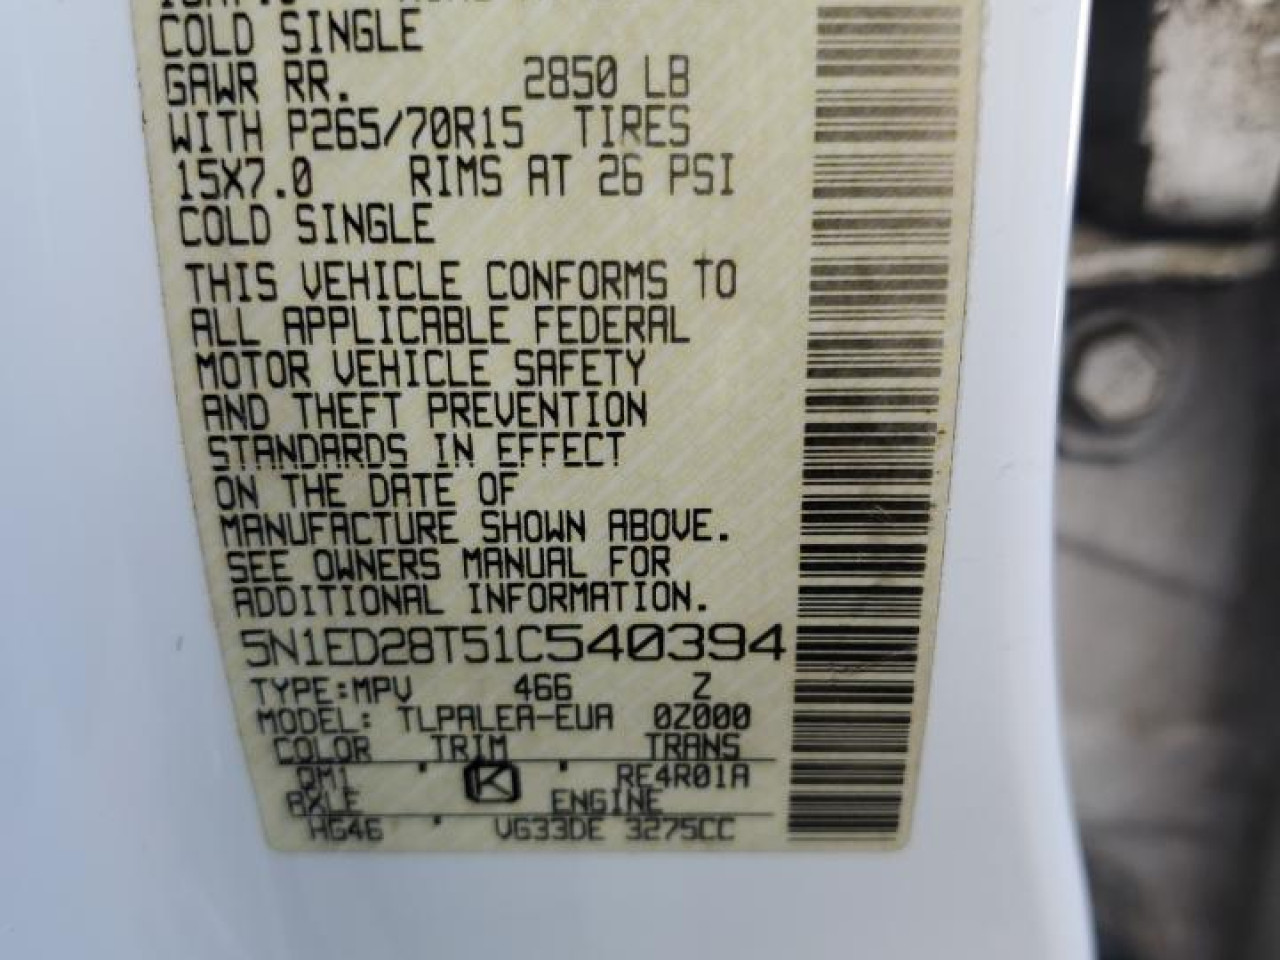 COLD SINGLE
GAWR RR. 2850 LB
WITH P265/70R15 TIRES
15X7.0 RIMS AT 26 PSI
COLD SINGLE
THIS VEHICLE CONFORMS TO
ALL APPLICABLE FEDERAL
MOTOR VEHICLE SAFETY
AND THEFT PREVENTION
STANDARDS IN EFFECT
ON THE DATE OF
MANUFACTURE SHOWN ABOVE.
SEE OWNERS MANUAL FOR
ADDITIONAL INFORMATION.
5N1ED28T51C540394
TYPE:MPV 466 Z
MODEL: TLPALEA-EUA 0Z000
COLOR TRIM TRANS
QM1 ' K ' RE4R01A
AXLE ENGINE
HG46 ' VG33DE 3275CC